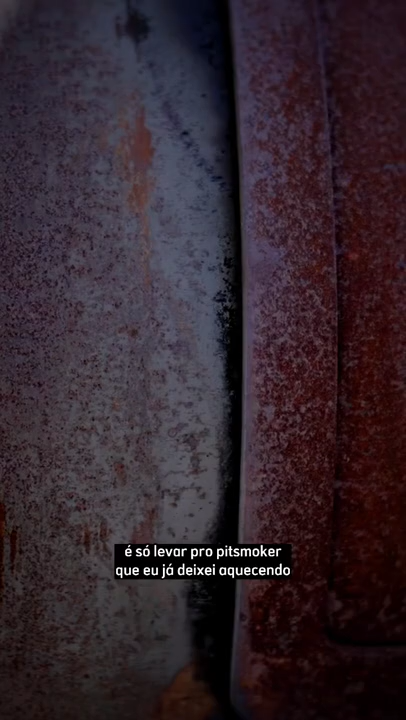 é só levar pro pitsmoker
que eu já deixei aquecendo